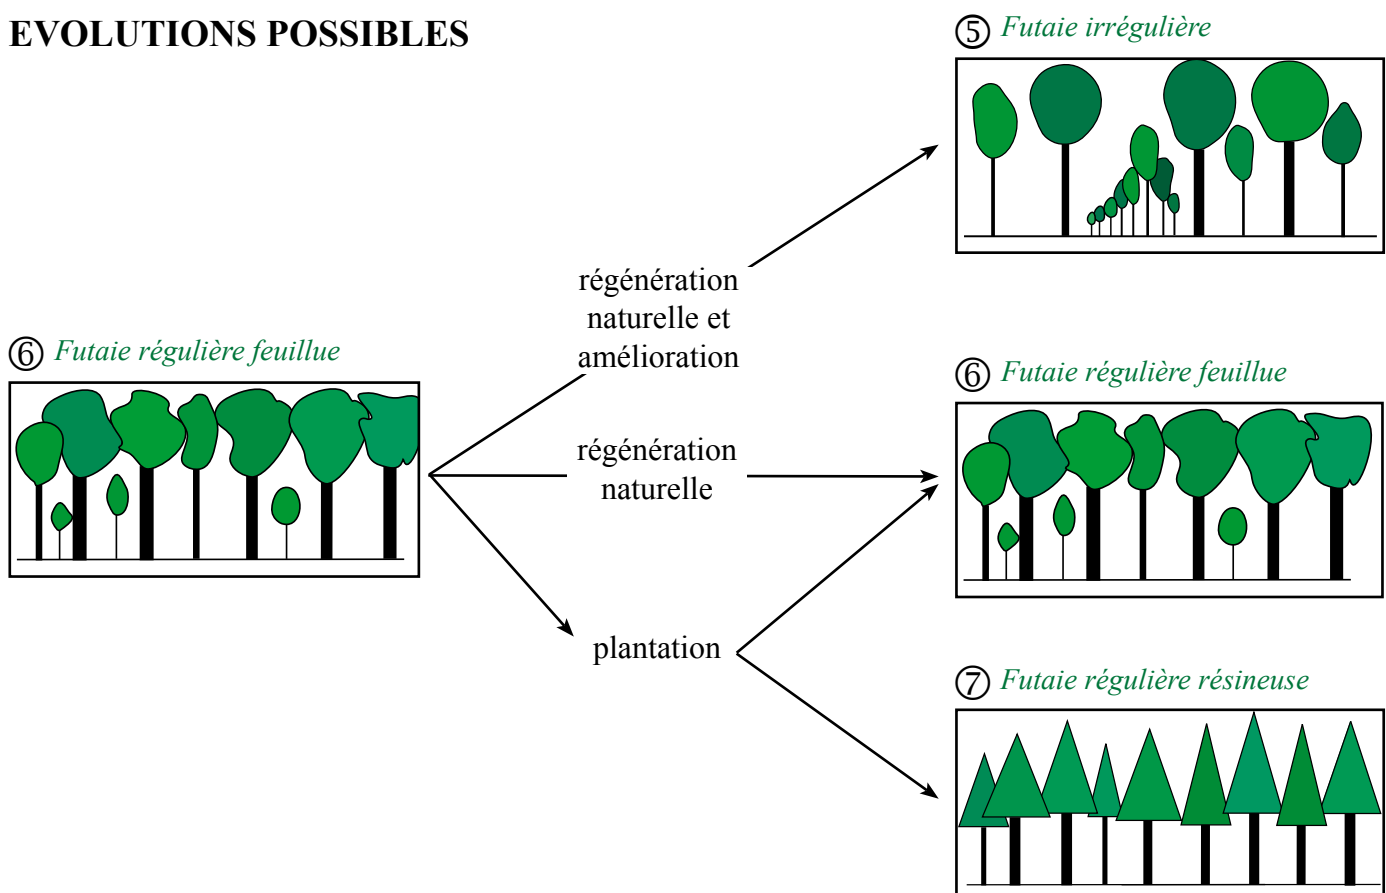 EVOLUTIONS POSSIBLES
⑤ Futaie irrégulière
régénération
naturelle et
amélioration
⑥ Futaie régulière feuillue
⑥ Futaie régulière feuillue
régénération
naturelle
plantation
⑦ Futaie régulière résineuse